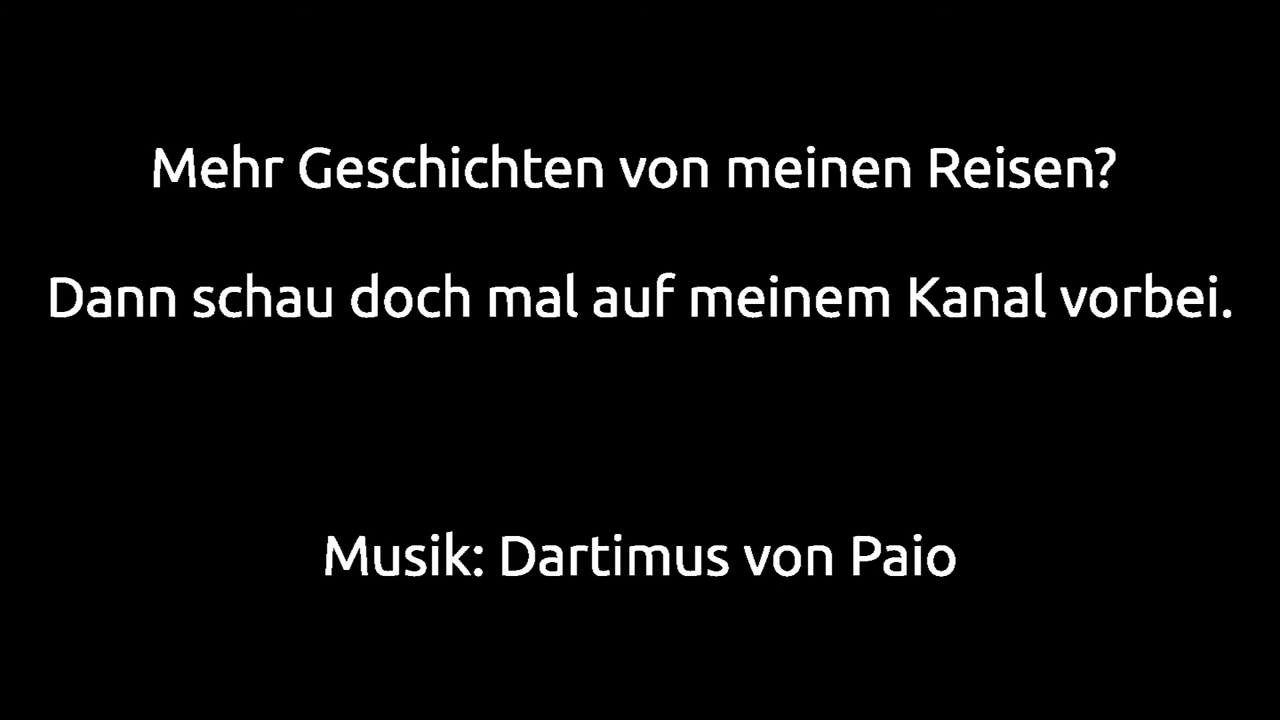 Mehr Geschichten von meinen Reisen?
Dann schau doch mal auf meinem Kanal vorbei.
Musik: Dartimus von Paio